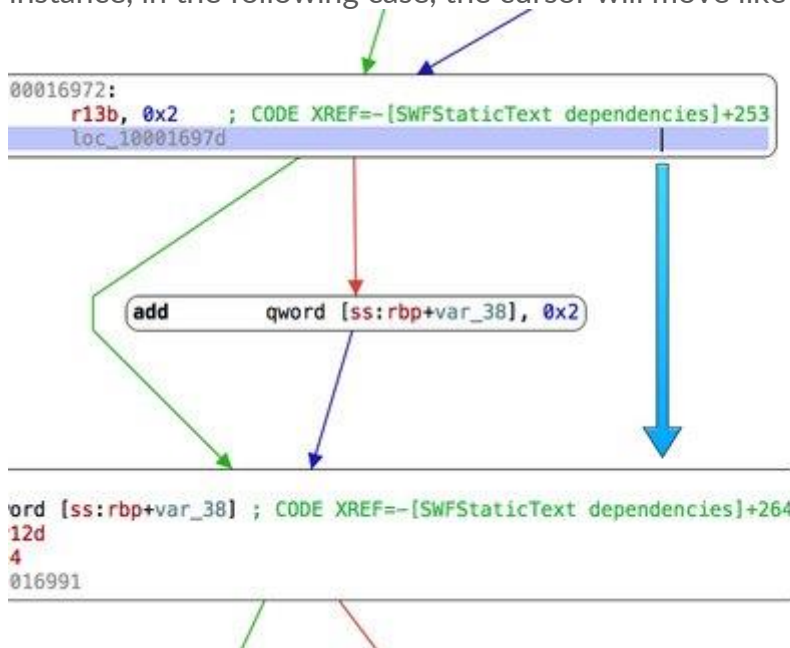 instance, in the following case, the cursor will move like
00016972:
r13b, 0x2 ; CODE XREF=-[SWFStaticText dependencies]+253
loc_10001697d
add qword [ss:rbp+var_38], 0x2
ord [ss:rbp+var_38] ; CODE XREF=-[SWFStaticText dependencies]+264
12d
4
016991